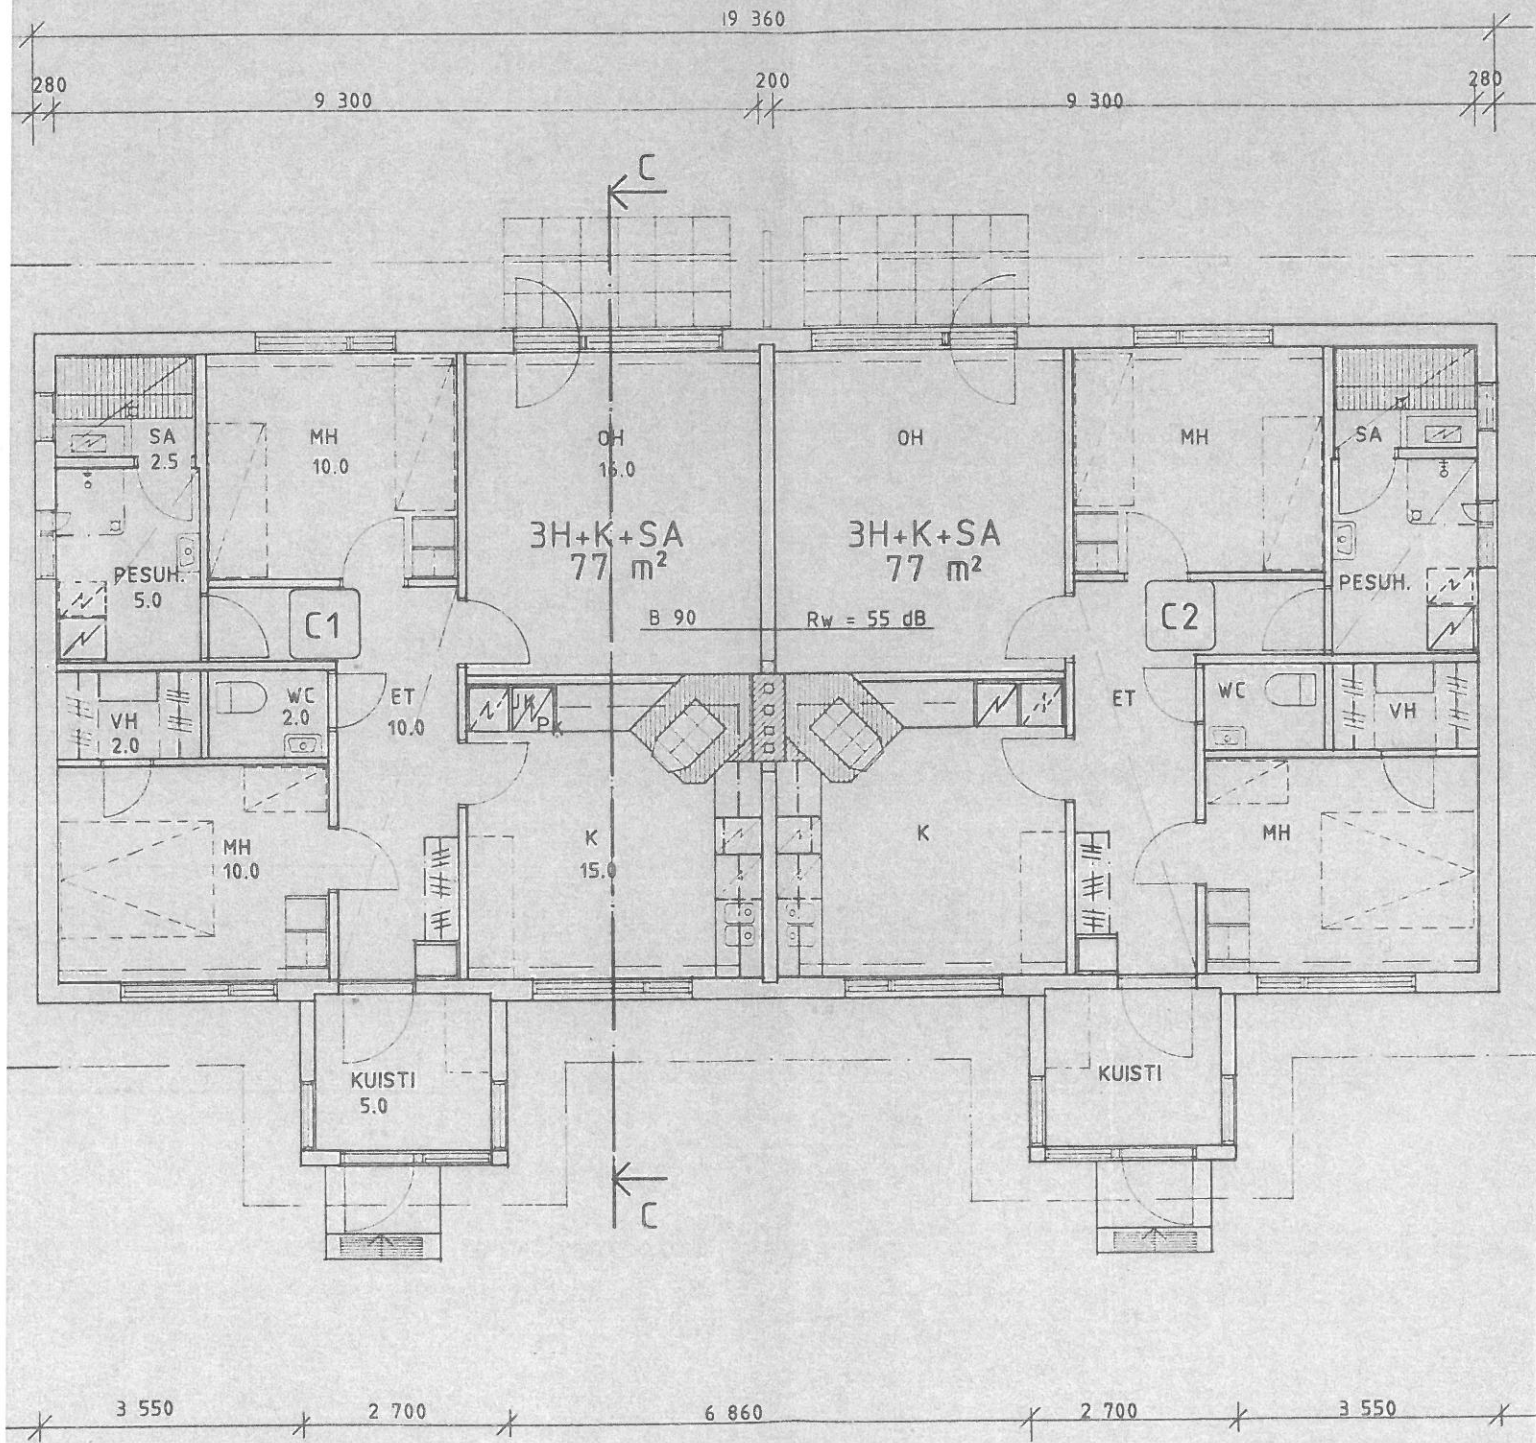 19 360
280
9 300
200
9 300
280
C
SA
2.5
MH
10.0
OH
16.0
OH
MH
SA
3H+K+SA
77 m²
3H+K+SA
77 m²
PESUH.
5.0
PESUH.
C1
B 90
Rw = 55 dB
C2
VH
2.0
WC
2.0
ET
10.0
JK
PK
ET
WC
VH
MH
10.0
K
15.0
K
MH
KUISTI
5.0
KUISTI
C
3 550
2 700
6 860
2 700
3 550